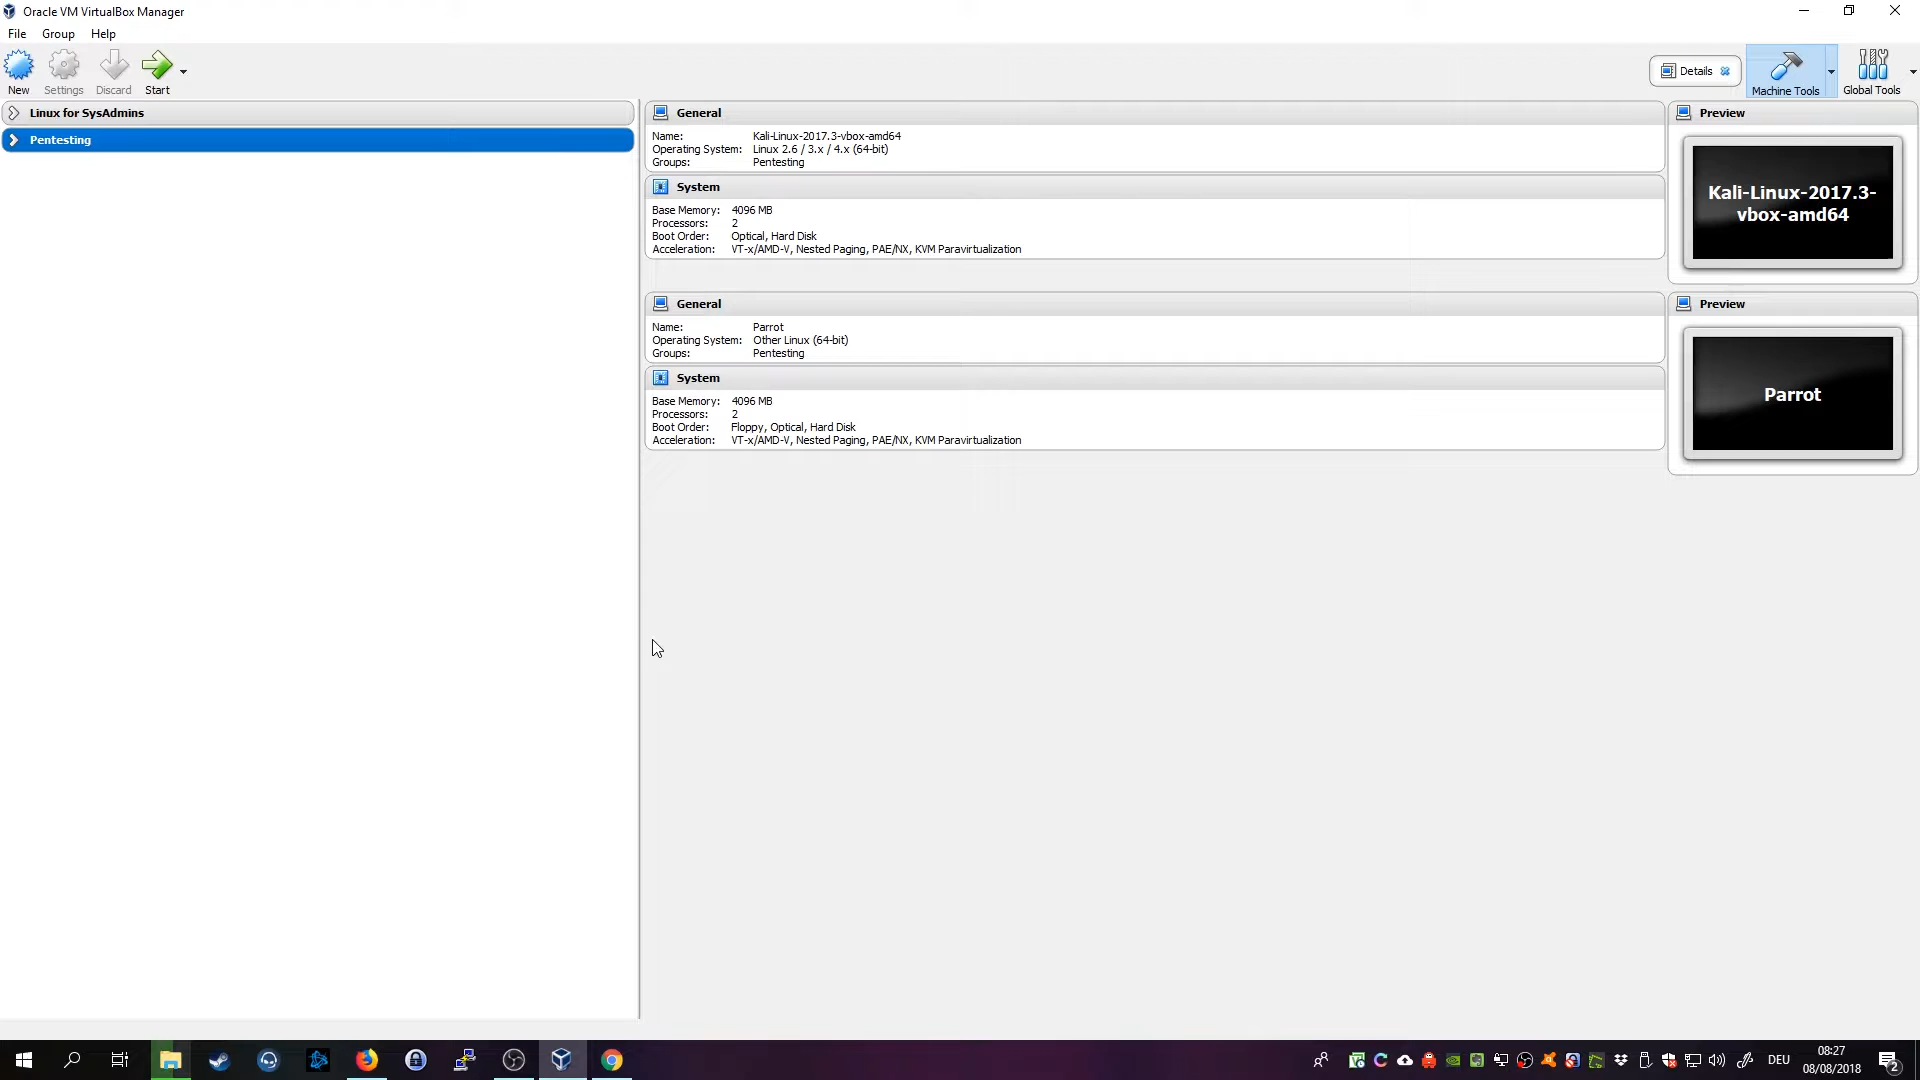 Oracle VM VirtualBox Manager
File Group Help
New Settings Discard Start
Details Machine Tools Global Tools
Linux for SysAdmins
Pentesting
General
Name: Kali-Linux-2017.3-vbox-amd64
Operating System: Linux 2.6 / 3.x / 4.x (64-bit)
Groups: Pentesting
System
Base Memory: 4096 MB
Processors: 2
Boot Order: Optical, Hard Disk
Acceleration: VT-x/AMD-V, Nested Paging, PAE/NX, KVM Paravirtualization
Preview
Kali-Linux-2017.3-
vbox-amd64
General
Name: Parrot
Operating System: Other Linux (64-bit)
Groups: Pentesting
System
Base Memory: 4096 MB
Processors: 2
Boot Order: Floppy, Optical, Hard Disk
Acceleration: VT-x/AMD-V, Nested Paging, PAE/NX, KVM Paravirtualization
Preview
Parrot
DEU
08:27
08/08/2018
2